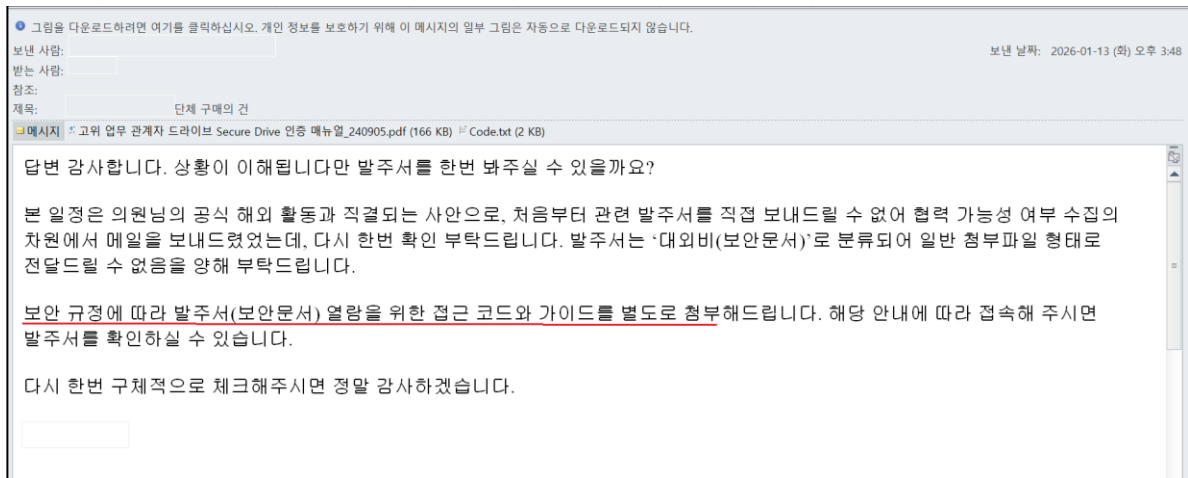 그림을 다운로드하려면 여기를 클릭하십시오. 개인 정보를 보호하기 위해 이 메시지의 일부 그림은 자동으로 다운로드되지 않습니다.
보낸 사람:
보낸 날짜: 2026-01-13 (화) 오후 3:48
받는 사람:
참조:
제목: 단체 구매의 건
메시지 고위 업무 관계자 드라이브 Secure Drive 인증 매뉴얼_240905.pdf (166 KB) Code.txt (2 KB)
답변 감사합니다. 상황이 이해됩니다만 발주서를 한번 봐주실 수 있을까요?
본 일정은 의원님의 공식 해외 활동과 직결되는 사안으로, 처음부터 관련 발주서를 직접 보내드릴 수 없어 협력 가능성 여부 수집의
차원에서 메일을 보내드렸었는데, 다시 한번 확인 부탁드립니다. 발주서는 ‘대외비(보안문서)’로 분류되어 일반 첨부파일 형태로
전달드릴 수 없음을 양해 부탁드립니다.
보안 규정에 따라 발주서(보안문서) 열람을 위한 접근 코드와 가이드를 별도로 첨부해드립니다. 해당 안내에 따라 접속해 주시면
발주서를 확인하실 수 있습니다.
다시 한번 구체적으로 체크해주시면 정말 감사하겠습니다.